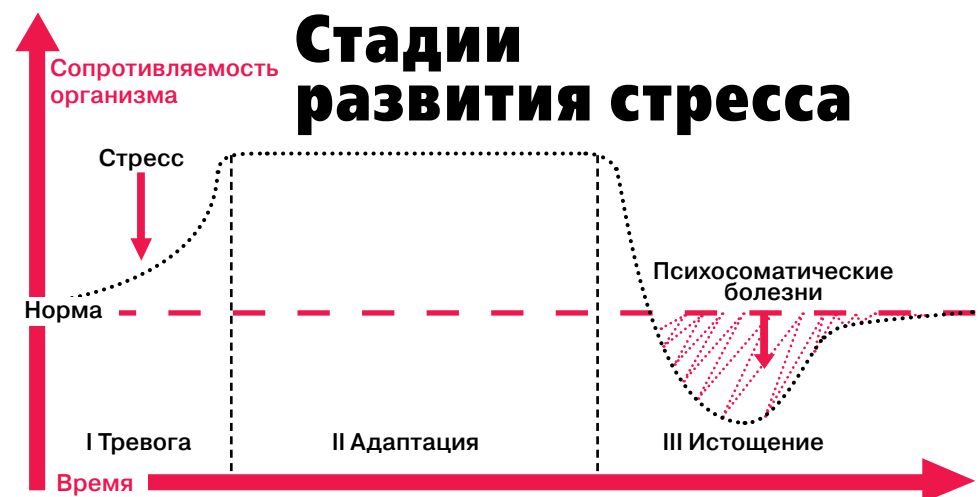 Стадии
развития стресса
Сопротивляемость
организма
Стресс
Психосоматические
болезни
Норма
I Тревога
II Адаптация
III Истощение
Время